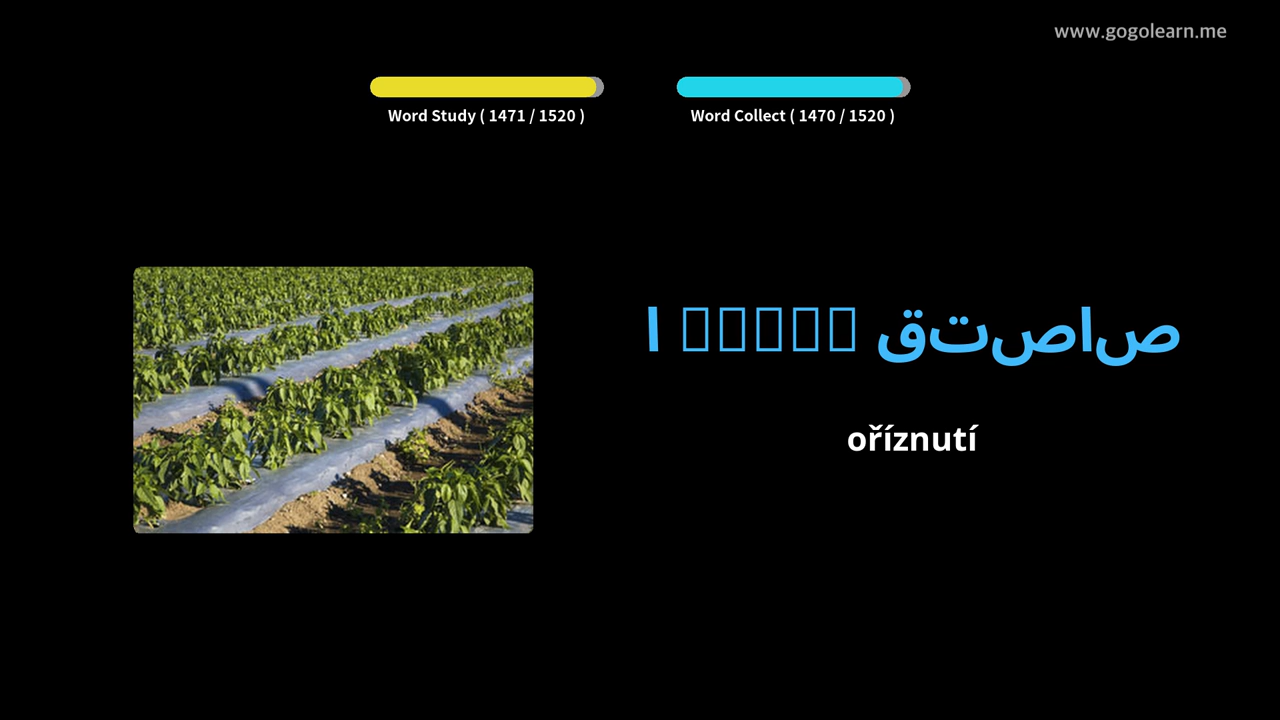 www.gogolearn.me
Word Study ( 1471 / 1520 )
Word Collect ( 1470 / 1520 )
صاصتق ا
oříznutí